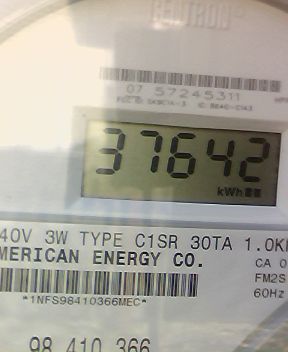 CENTRON®
07 57245311
37642
kWh
40V 3W TYPE C1SR 30TA 1.0K
MERICAN ENERGY CO.
CA 0
FM2S
60Hz
*1NFS98410366MEC*
98 410 366